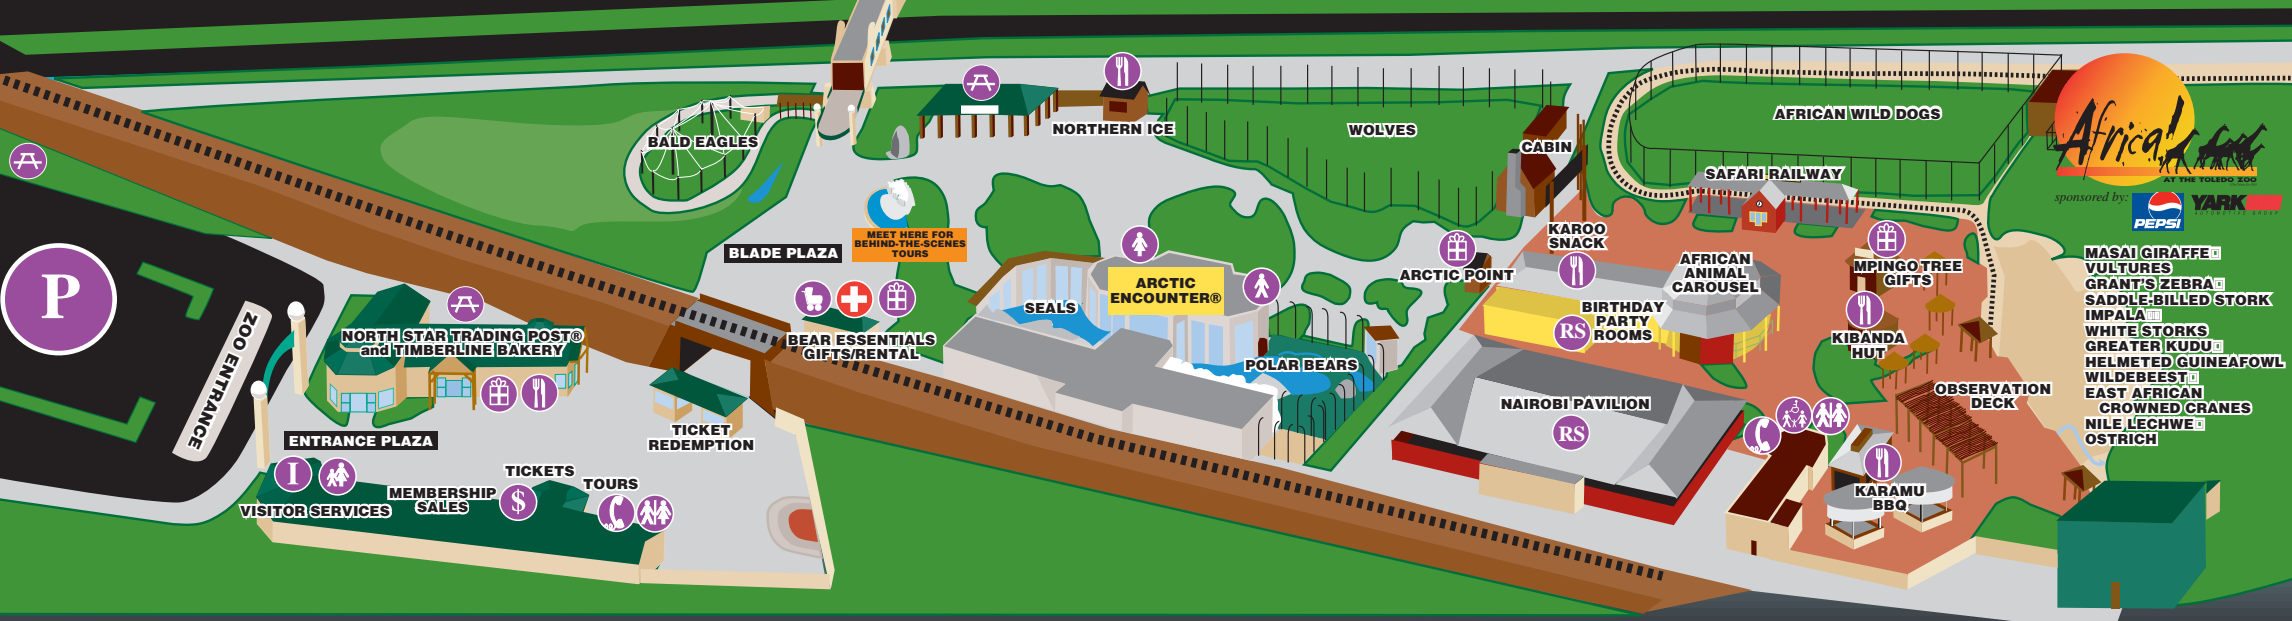 BALD EAGLES
NORTHERN ICE
WOLVES
CABIN
AFRICAN WILD DOGS
SAFARI RAILWAY
Africa!
AT THE TOLEDO ZOO
sponsored by:
PEPSI
YARK
AUTOMOTIVE GROUP
P
ZOO ENTRANCE
NORTH STAR TRADING POST®
and TIMBERLINE BAKERY
ENTRANCE PLAZA
I
VISITOR SERVICES
MEMBERSHIP
SALES
TICKETS
$
TOURS
TICKET
REDEMPTION
BLADE PLAZA
MEET HERE FOR
BEHIND-THE-SCENES
TOURS
BEAR ESSENTIALS
GIFTS/RENTAL
SEALS
ARCTIC
ENCOUNTER®
POLAR BEARS
ARCTIC POINT
KAROO
SNACK
AFRICAN
ANIMAL
CAROUSEL
BIRTHDAY
PARTY
ROOMS
RS
NAIROBI PAVILION
RS
MPINGO TREE
GIFTS
KIBANDA
HUT
OBSERVATION
DECK
KARAMU
BBQ
MASAI GIRAFFE
VULTURES
GRANT'S ZEBRA
SADDLE-BILLED STORK
IMPALA
WHITE STORKS
GREATER KUDU
HELMETED GUINEAFOWL
WILDEBEEST
EAST AFRICAN
CROWNED CRANES
NILE LECHWE
OSTRICH